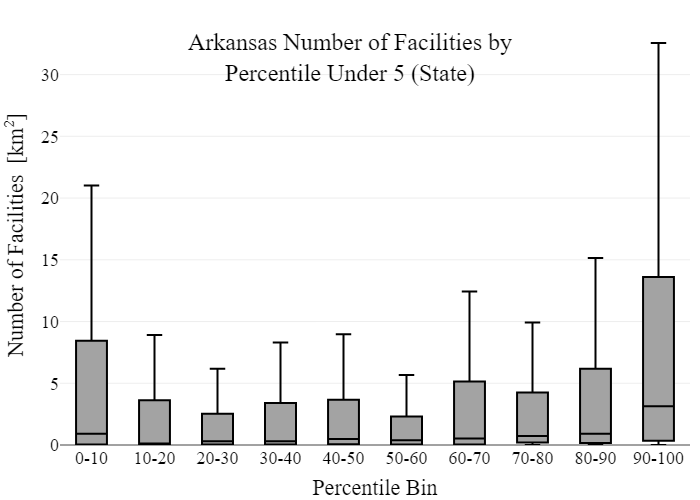 Arkansas Number of Facilities by
Percentile Under 5 (State)
Number of Facilities [km²]
30
25
20
15
10
5
0
0-10 10-20 20-30 30-40 40-50 50-60 60-70 70-80 80-90 90-100
Percentile Bin